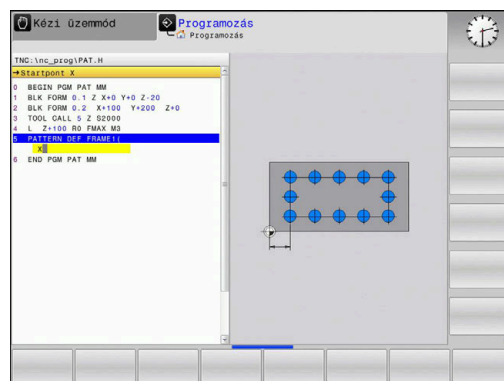 Kézi üzemmód
Programozás
Programozás
TNC:\nc_prog\PAT.H
→Startpont X
0 BEGIN PGM PAT MM
1 BLK FORM 0.1 Z X+0 Y+0 Z-20
2 BLK FORM 0.2 X+100 Y+200 Z+0
3 TOOL CALL 5 Z S2000
4 L Z+100 R0 FMAX M3
5 PATTERN DEF FRAME1(
X
6 END PGM PAT MM